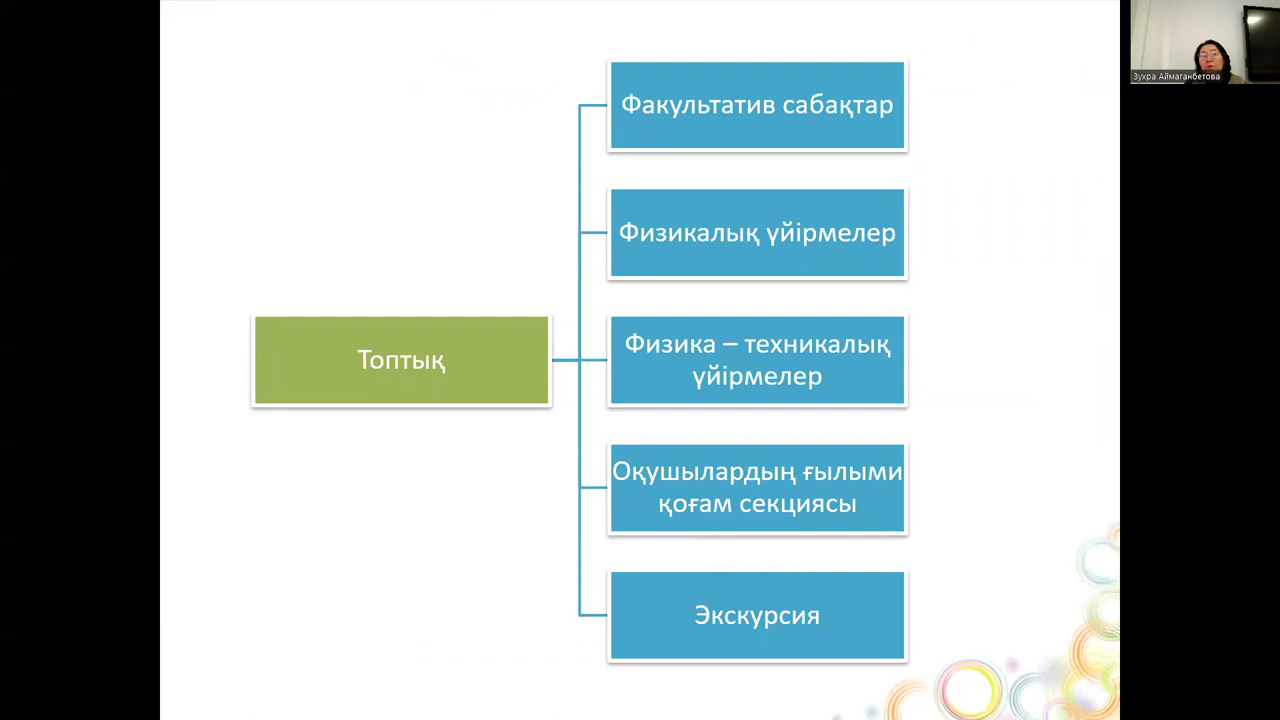 Факультатив сабақтар
Физикалық үйірмелер
Физика – техникалық
үйірмелер
Топтық
Оқушылардың ғылыми
қоғам секциясы
Экскурсия
Зухра Аймаганбетова